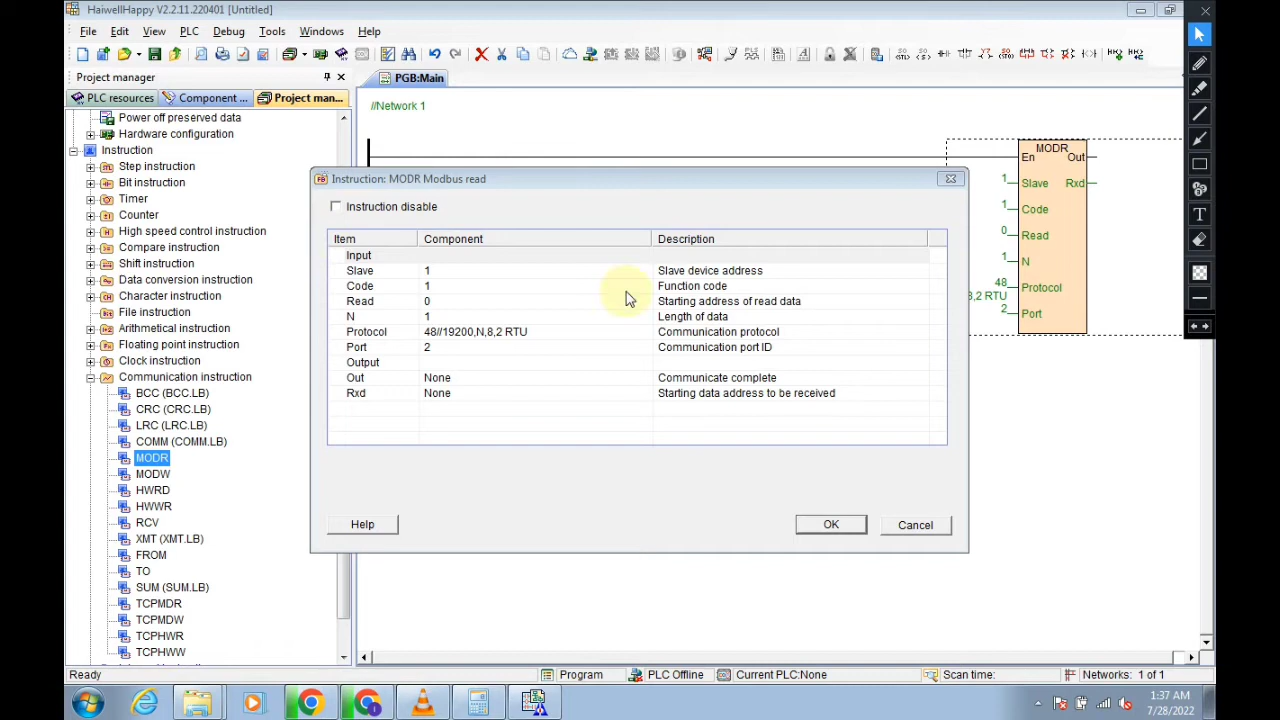 HaiwellHappy V2.2.11.220401 [Untitled]
File Edit View PLC Debug Tools Windows Help
Project manager
PGB:Main
PLC resources Component ... Project man...
//Network 1
Power off preserved data
Hardware configuration
Instruction
Step instruction
Bit instruction
Timer
Counter
High speed control instruction
Compare instruction
Shift instruction
Data conversion instruction
Character instruction
File instruction
Arithmetical instruction
Floating point instruction
Clock instruction
Communication instruction
BCC (BCC.LB)
CRC (CRC.LB)
LRC (LRC.LB)
COMM (COMM.LB)
MODR
MODW
HWRD
HWWR
RCV
XMT (XMT.LB)
FROM
TO
SUM (SUM.LB)
TCPMDR
TCPMDW
TCPHWR
TCPHWW
MODR
En Out
1 Slave Rxd
1 Code
0 Read
1 N
48 Protocol
8,2 RTU
2 Port
Instruction: MODR Modbus read
Instruction disable
Item Component Description
Input
Slave 1 Slave device address
Code 1 Function code
Read 0 Starting address of read data
N 1 Length of data
Protocol 48//19200,N,8,2 RTU Communication protocol
Port 2 Communication port ID
Output
Out None Communicate complete
Rxd None Starting data address to be received
Help OK Cancel
Ready Program PLC Offline Current PLC:None Scan time: Networks: 1 of 1
1:37 AM
7/28/2022